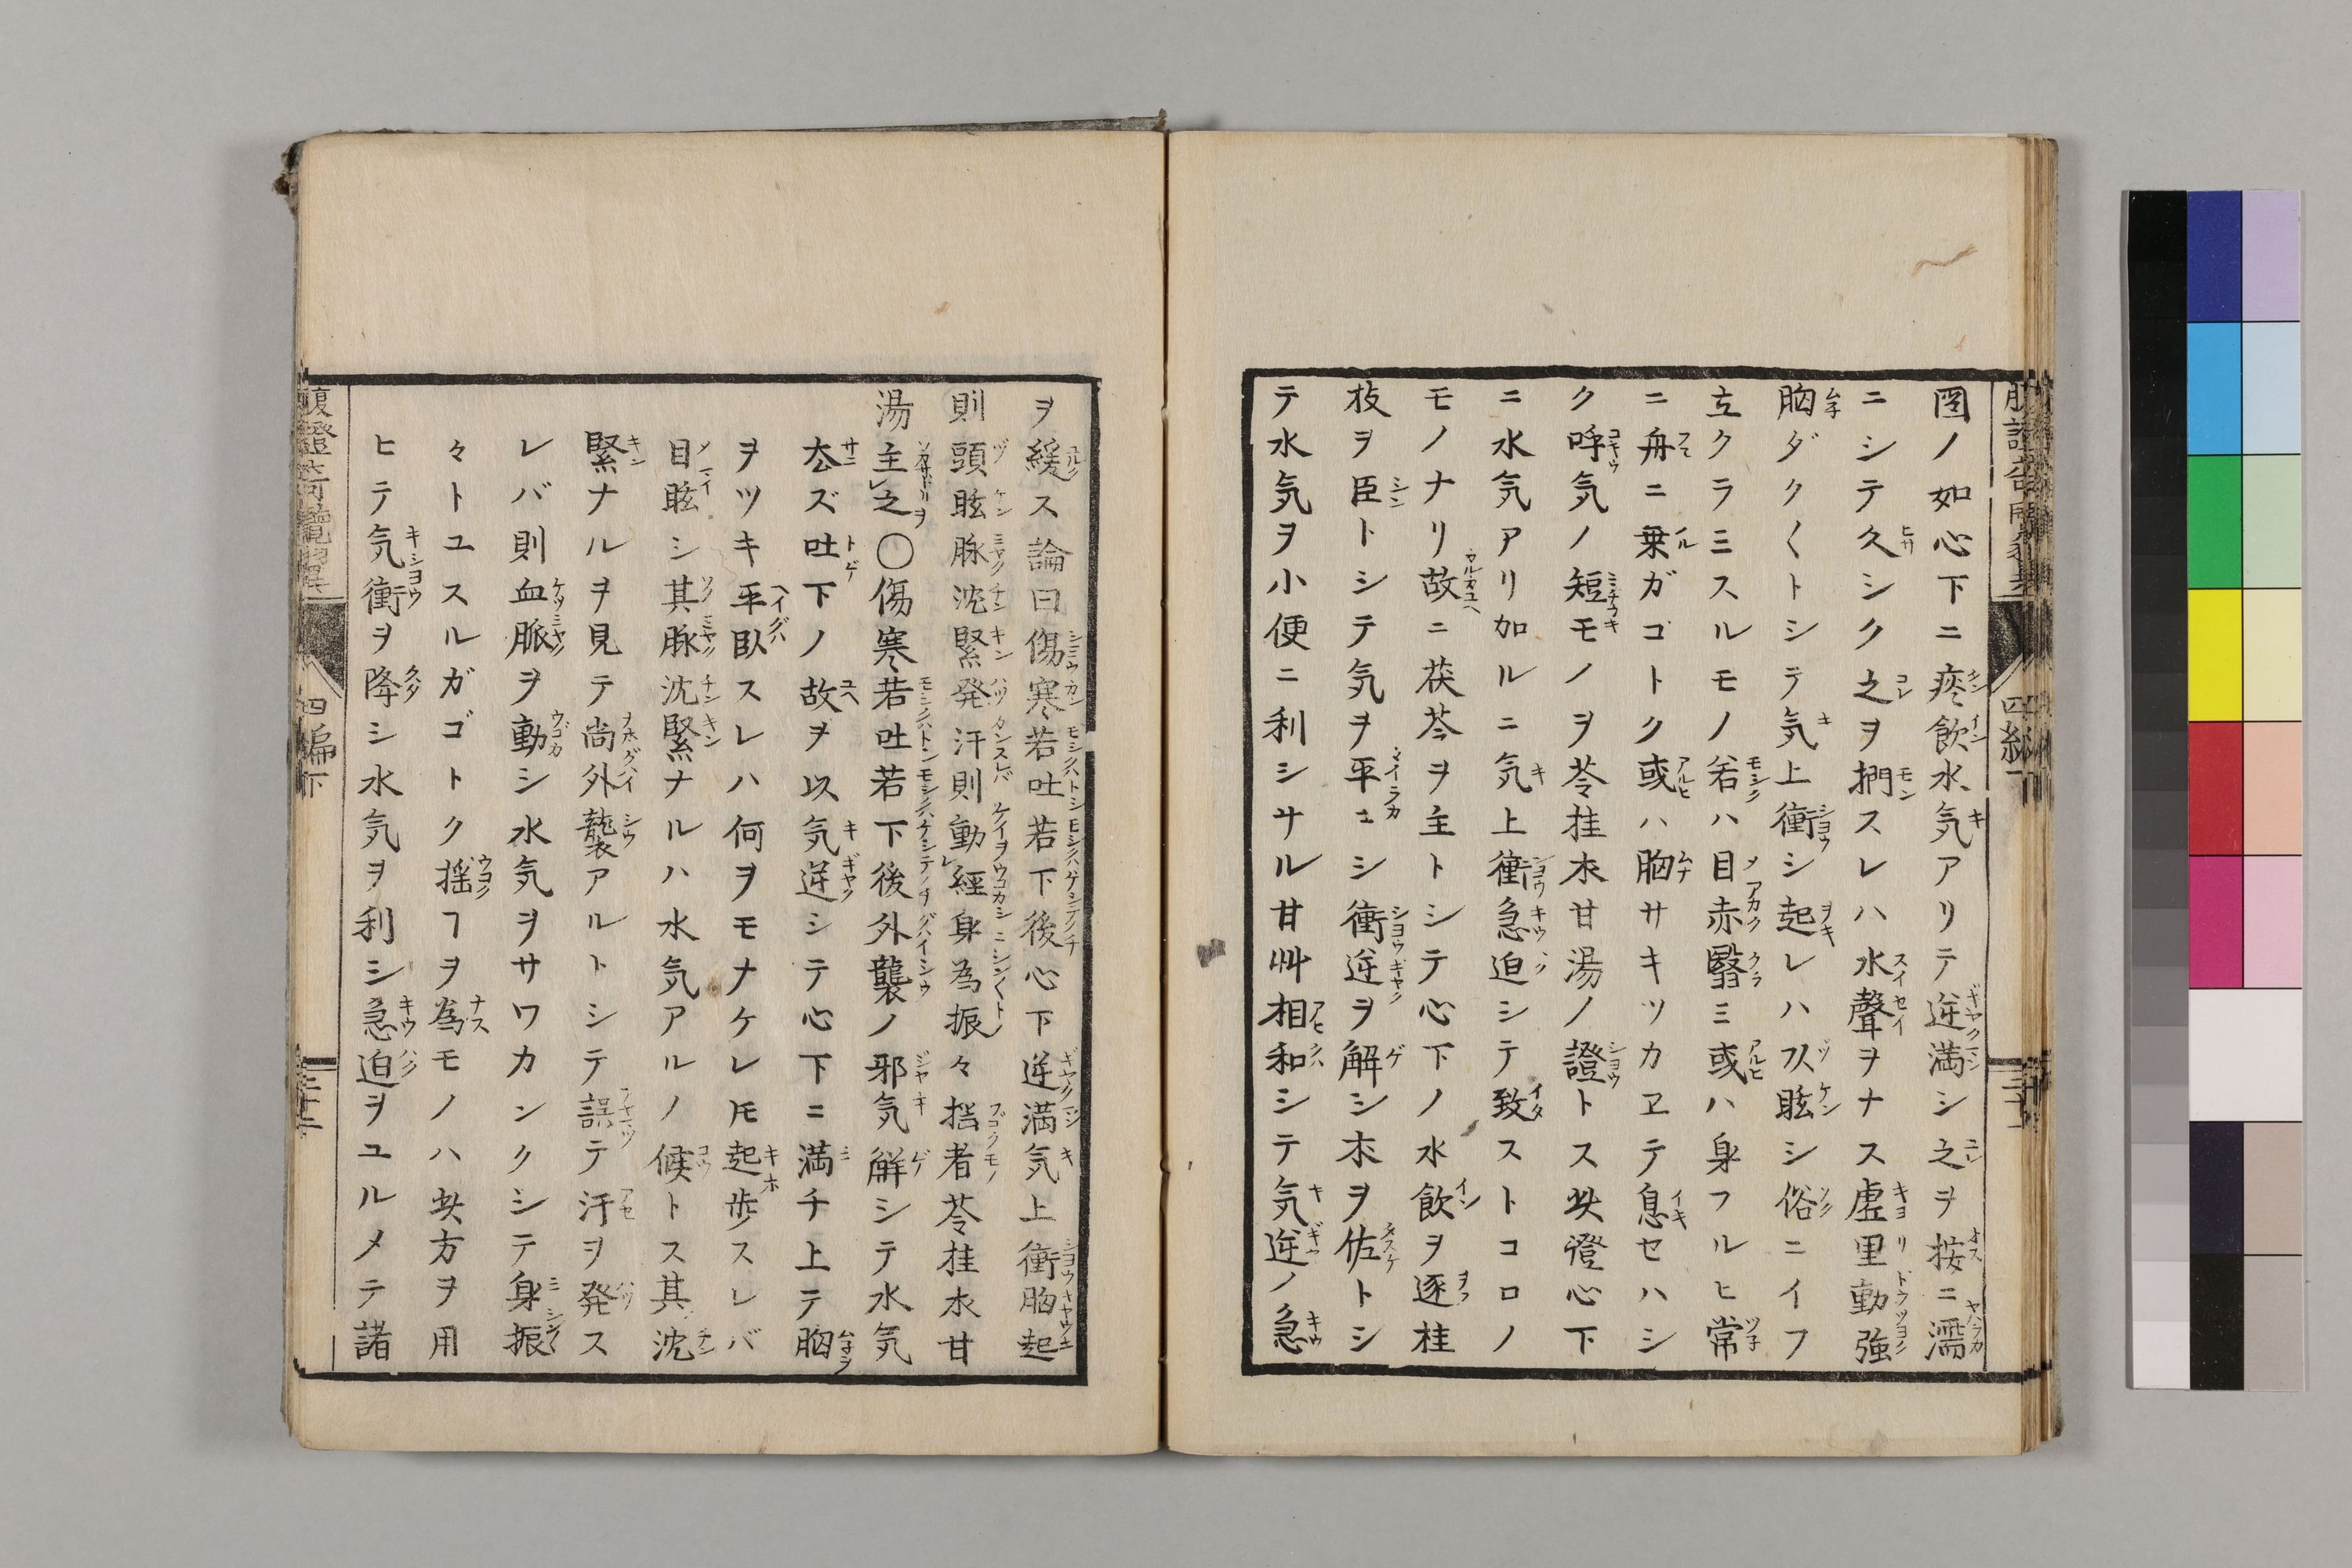 図ノ如心下ニ痰飲水気アリテ逆満シ之ヲ按ニ濡
ニシテ久シク之ヲ捫スレハ水聲ヲナス虚里動強
胸ダク〱トシテ気上衝シ起レハ仄眩シ俗ニイフ
立クラミスルモノ若ハ目赤翳ミ或ハ身フルヒ常
ニ舟ニ乗ガゴトク或ハ胸サキツカヱテ息セハシ
ク呼気ノ短モノヲ苓桂朮甘湯ノ證トス此證心下
ニ水気アリ加ルニ気上衝急迫シテ致ストコロノ
モノナリ故ニ茯苓ヲ主トシテ心下ノ水飲ヲ逐桂
枝ヲ臣トシテ気ヲ平ニシ衝逆ヲ解シ朮ヲ佐トシ
テ水気ヲ小便ニ利シサル甘艸相和シテ気逆ノ急
ヲ緩ス論曰傷寒若吐若下後心下逆満気上衝胸起
則頭眩脉沈緊発汗則動經身為振々揺者苓桂朮甘
湯主之〇傷寒若吐若下後外襲ノ邪気解シテ水気
厺ズ吐下ノ故ヲ以気逆シテ心下ニ満チ上テ胸
ヲツキ平臥スレハ何ヲモナケレ𪜈起歩スレバ
目眩シ其脉沈緊ナルハ水気アルノ候トス其沈
緊ナルヲ見テ尚外襲アルトシテ誤テ汗ヲ発ス
レバ則血脈ヲ動シ水気ヲサワカシクシテ身振
々トユスルガゴトク揺ヿヲ為モノハ此方ヲ用
ヒテ気衝ヲ降シ水気ヲ利シ急迫ヲユルメテ諸
四編下